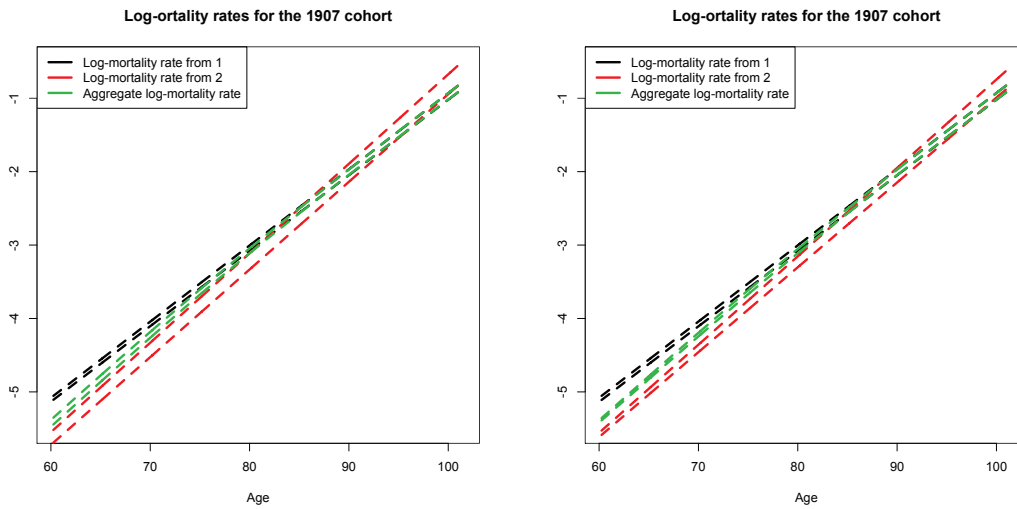 Log-ortality rates for the 1907 cohort
Log-mortality rate from 1
Log-mortality rate from 2
Aggregate log-mortality rate
-1
-2
-3
-4
-5
60 70 80 90 100
Age
Log-ortality rates for the 1907 cohort
Log-mortality rate from 1
Log-mortality rate from 2
Aggregate log-mortality rate
-1
-2
-3
-4
-5
60 70 80 90 100
Age